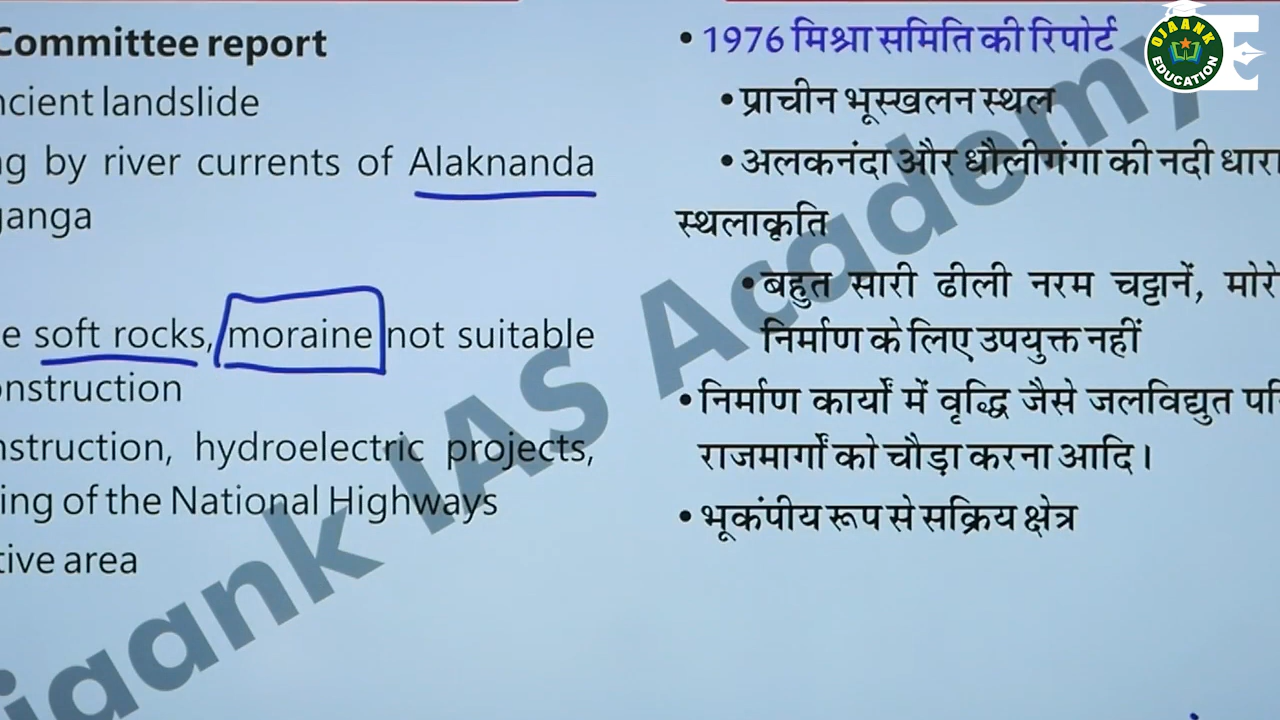 Committee report
ncient landslide
ng by river currents of Alaknanda
ganga
e soft rocks, moraine not suitable
onstruction
nstruction, hydroelectric projects,
ing of the National Highways
tive area
• 1976 मिश्रा समिति की रिपोर्ट
• प्राचीन भूस्खलन स्थल
• अलकनंदा और धौलीगंगा की नदी धारा
स्थलाकृति
• बहुत सारी ढीली नरम चट्टानें, मोरे
निर्माण के लिए उपयुक्त नहीं
• निर्माण कार्यों में वृद्धि जैसे जलविद्युत परि
राजमार्गों को चौड़ा करना आदि।
• भूकंपीय रूप से सक्रिय क्षेत्र
Ojaank IAS Academy
OJAANK
EDUCATION
E